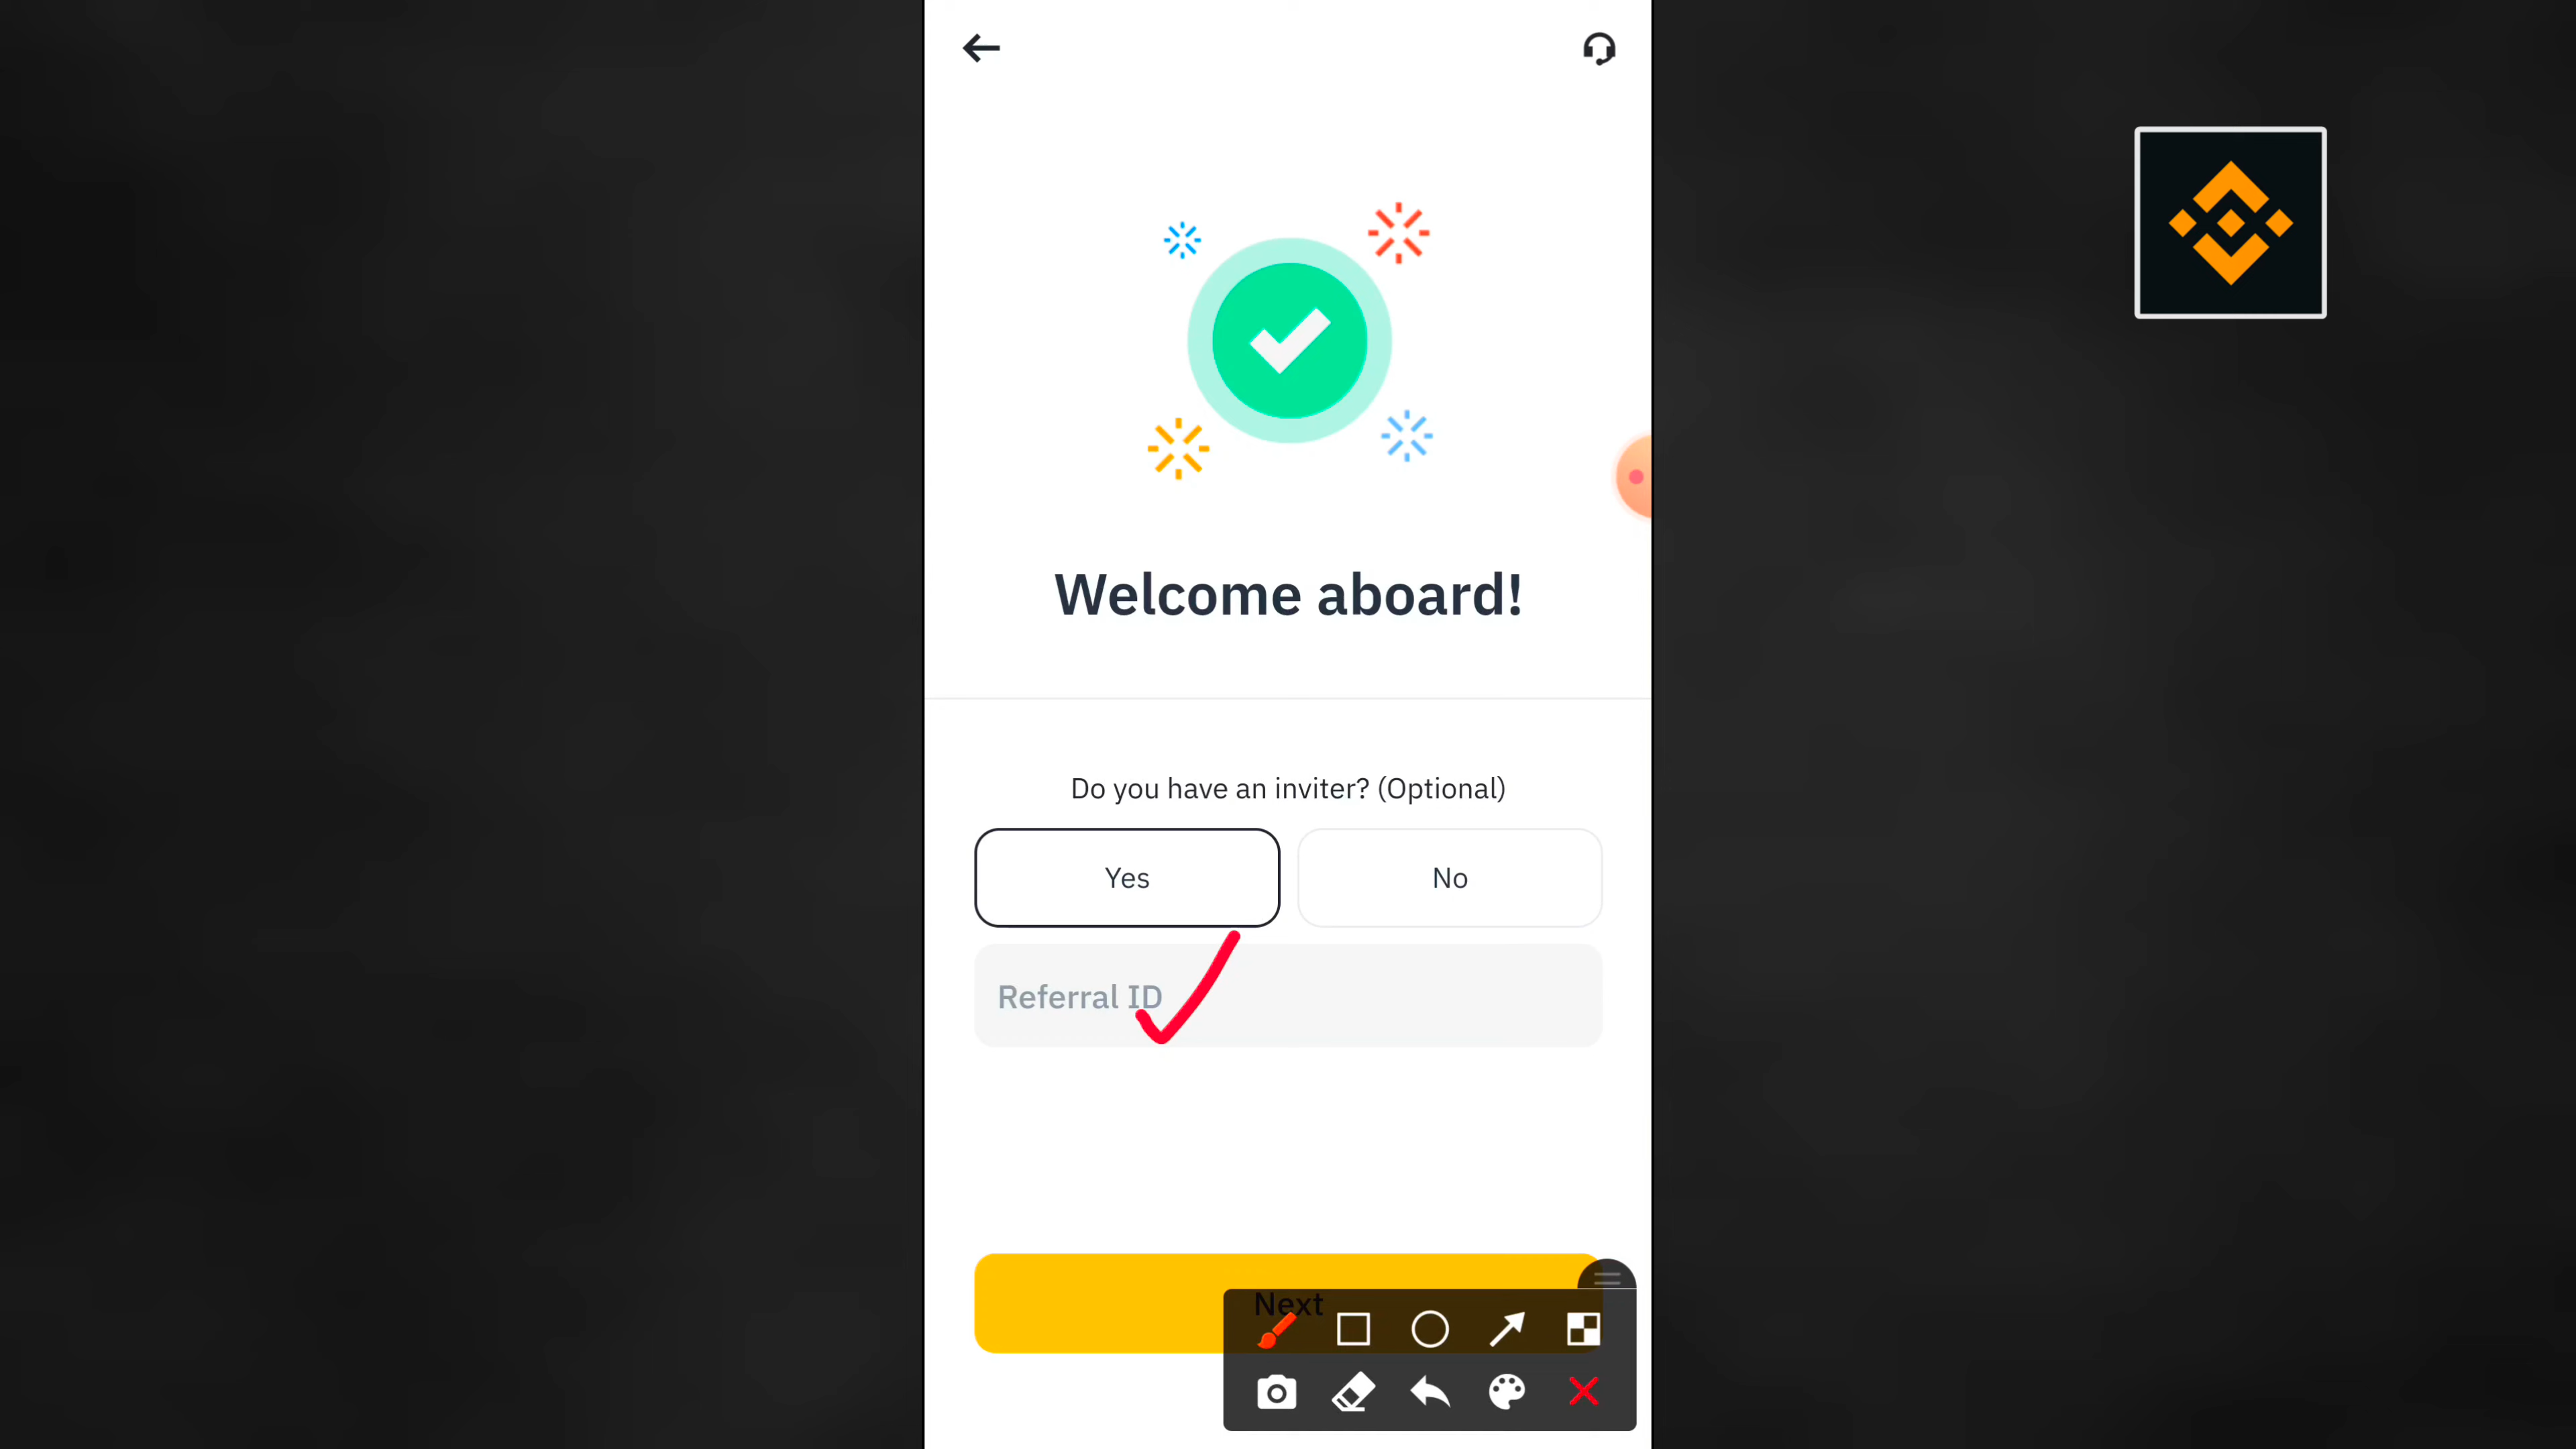 Welcome aboard!
Do you have an inviter? (Optional)
Yes
No
Referral ID
Next